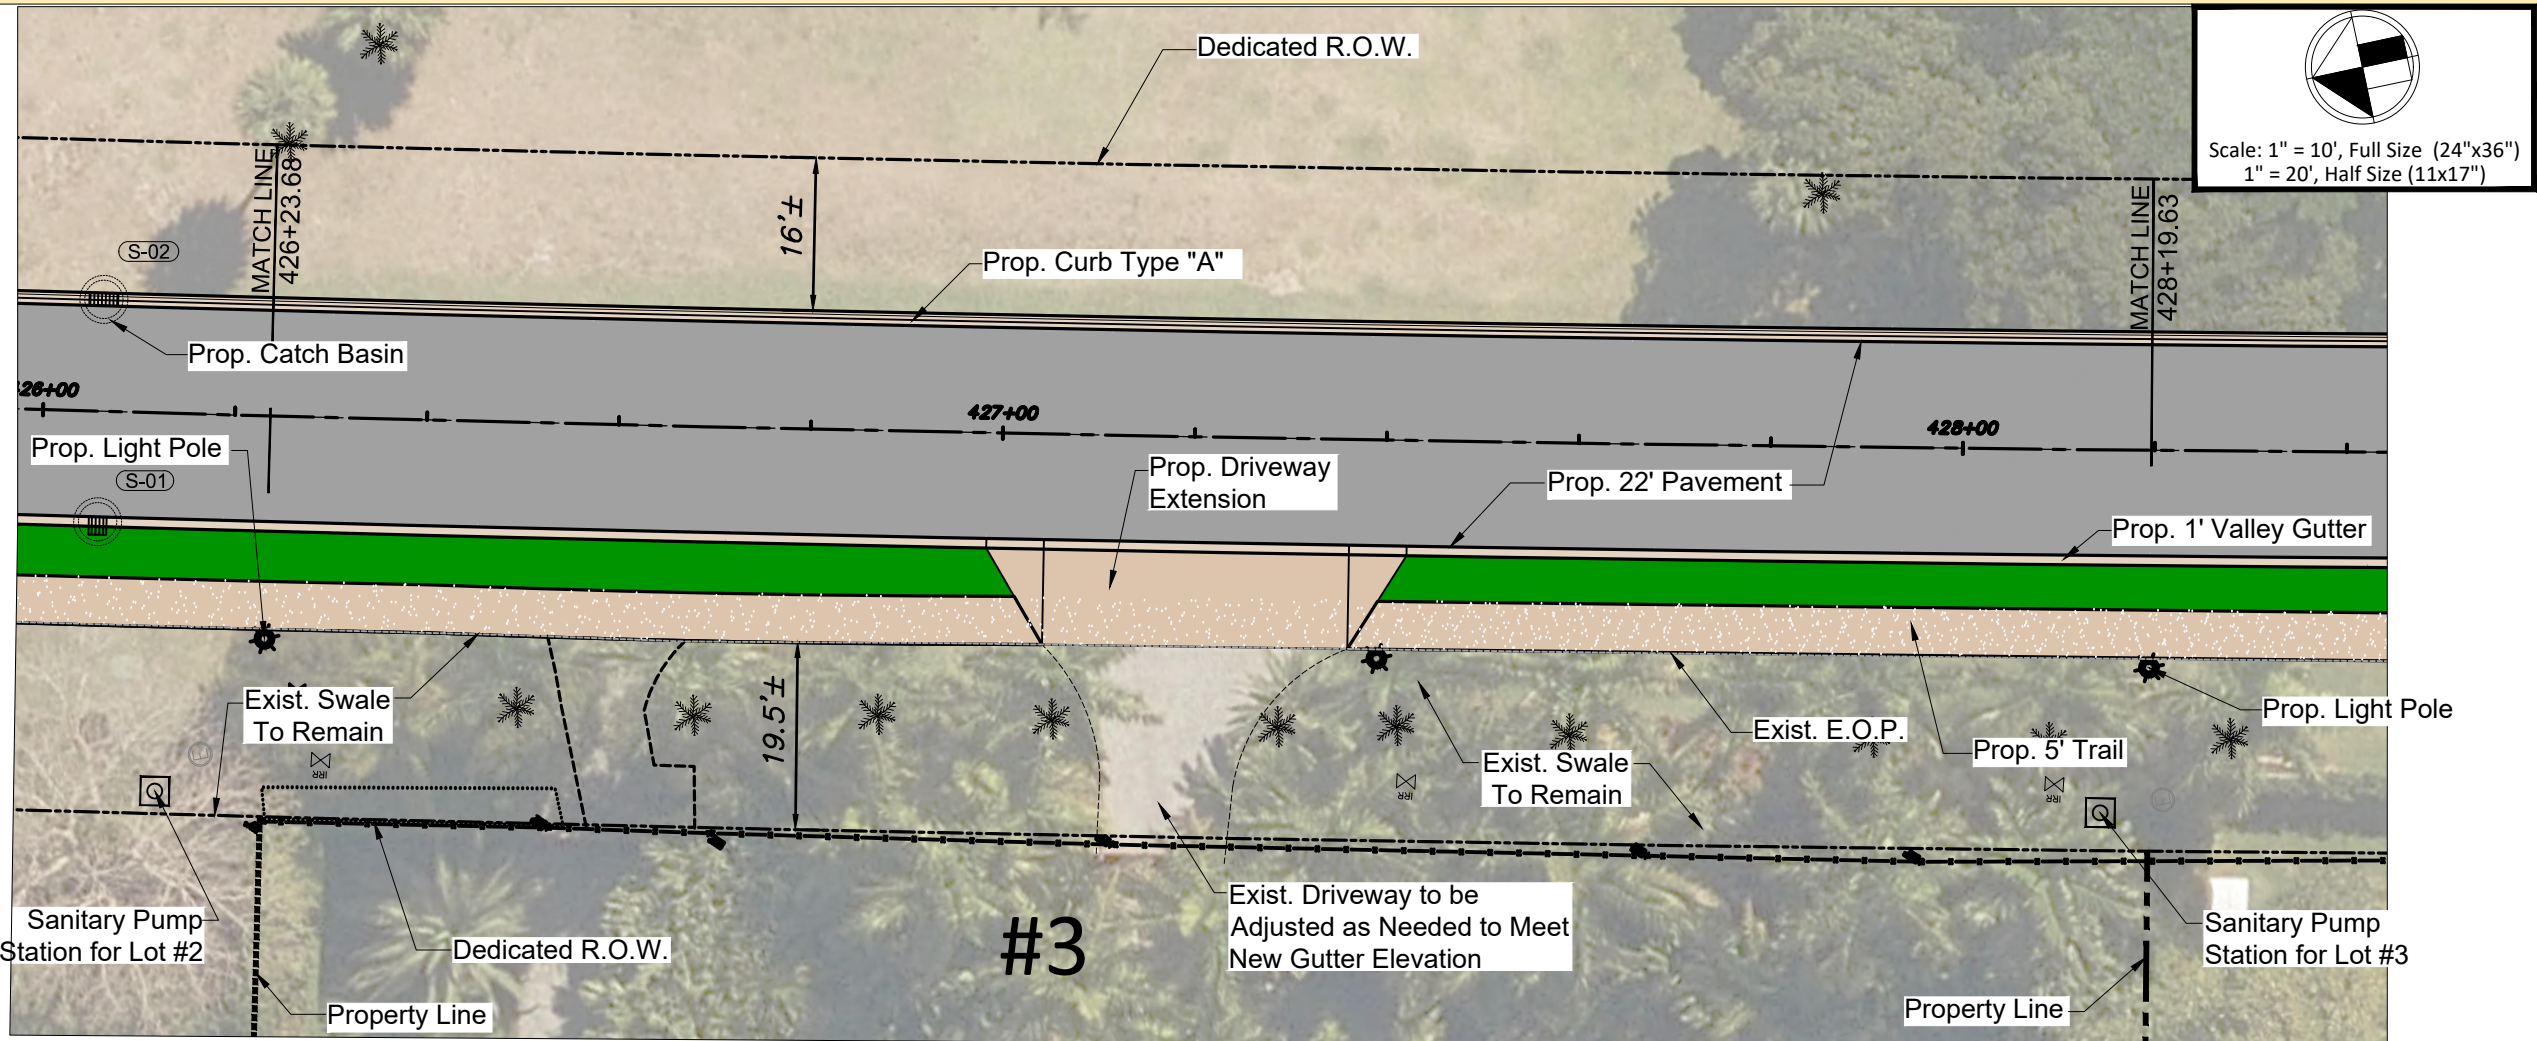 Dedicated R.O.W.
Scale: 1" = 10', Full Size (24"x36")
1" = 20', Half Size (11x17")
MATCH LINE
426+23.68
16'±
MATCH LINE
428+19.63
S-02
Prop. Curb Type "A"
Prop. Catch Basin
26+00
427+00
428+00
Prop. Light Pole
S-01
Prop. Driveway
Extension
Prop. 22' Pavement
Prop. 1' Valley Gutter
Exist. Swale
To Remain
19.5'±
Exist. E.O.P.
Prop. Light Pole
Prop. 5' Trail
Exist. Swale
To Remain
IRR
IRR
IRR
Sanitary Pump
Station for Lot #2
Dedicated R.O.W.
#3
Exist. Driveway to be
Adjusted as Needed to Meet
New Gutter Elevation
Sanitary Pump
Station for Lot #3
Property Line
Property Line